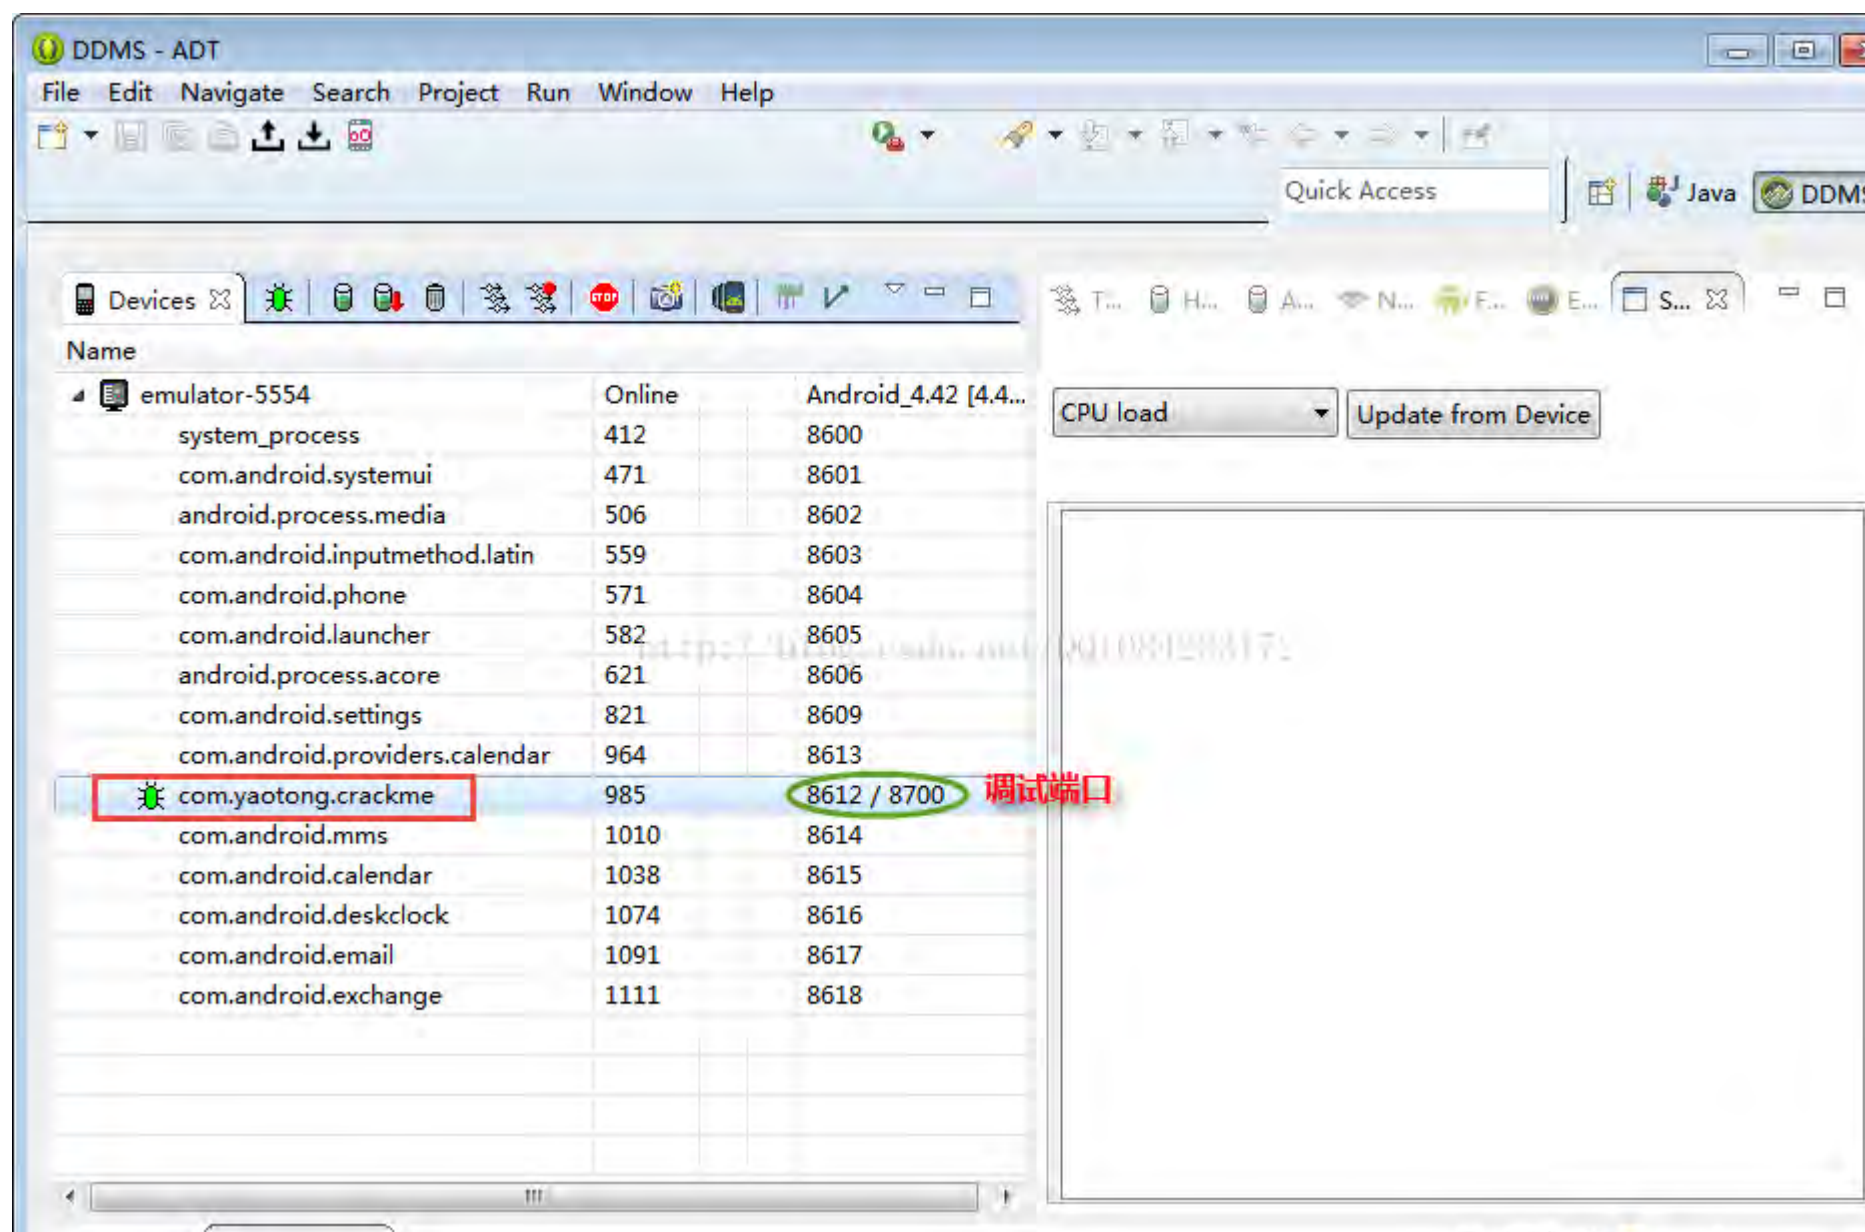 DDMS - ADT
File Edit Navigate Search Project Run Window Help
Quick Access
Java
DDMS
Devices
T... H... A... N... F... E... S...
Name
emulator-5554 Online Android_4.42 [4.4...
system_process 412 8600
com.android.systemui 471 8601
android.process.media 506 8602
com.android.inputmethod.latin 559 8603
com.android.phone 571 8604
com.android.launcher 582 8605
android.process.acore 621 8606
com.android.settings 821 8609
com.android.providers.calendar 964 8613
com.yaotong.crackme 985 8612 / 8700 调试端口
com.android.mms 1010 8614
com.android.calendar 1038 8615
com.android.deskclock 1074 8616
com.android.email 1091 8617
com.android.exchange 1111 8618
CPU load
Update from Device